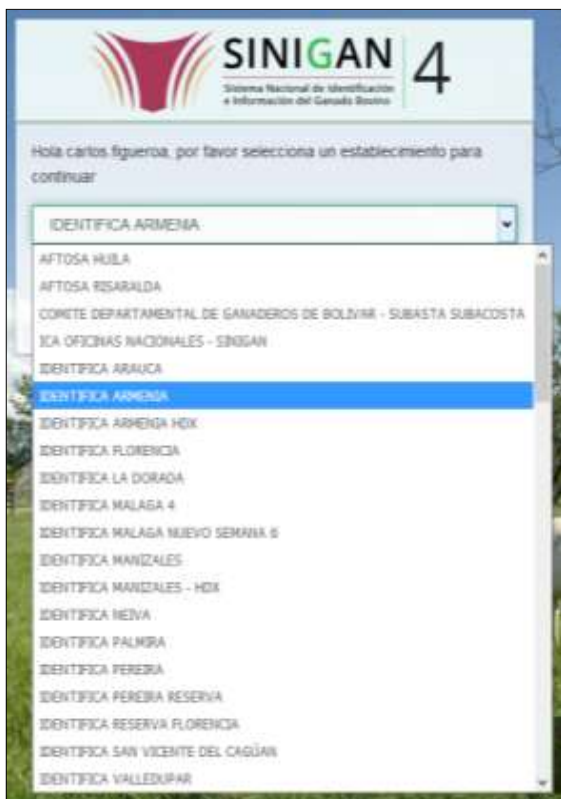 SINIGAN 4
Sistema Nacional de Identificación
e Información del Ganado Bovino
Hola carlos figueroa, por favor selecciona un establecimiento para
continuar
IDENTIFICA ARMENIA
AFTOSA HUILA
AFTOSA RISARALDA
COMITE DEPARTAMENTAL DE GANADEROS DE BOLIVAR - SUBASTA SUBACOSTA
ICA OFICINAS NACIONALES - SINIGAN
IDENTIFICA ARAUCA
IDENTIFICA ARMENIA
IDENTIFICA ARMENIA HDX
IDENTIFICA FLORENCIA
IDENTIFICA LA DORADA
IDENTIFICA MALAGA 4
IDENTIFICA MALAGA NUEVO SEMANA 6
IDENTIFICA MANIZALES
IDENTIFICA MANIZALES - HDX
IDENTIFICA NEIVA
IDENTIFICA PALMIRA
IDENTIFICA PEREIRA
IDENTIFICA PEREIRA RESERVA
IDENTIFICA RESERVA FLORENCIA
IDENTIFICA SAN VICENTE DEL CAGÜAN
IDENTIFICA VALLEDUPAR